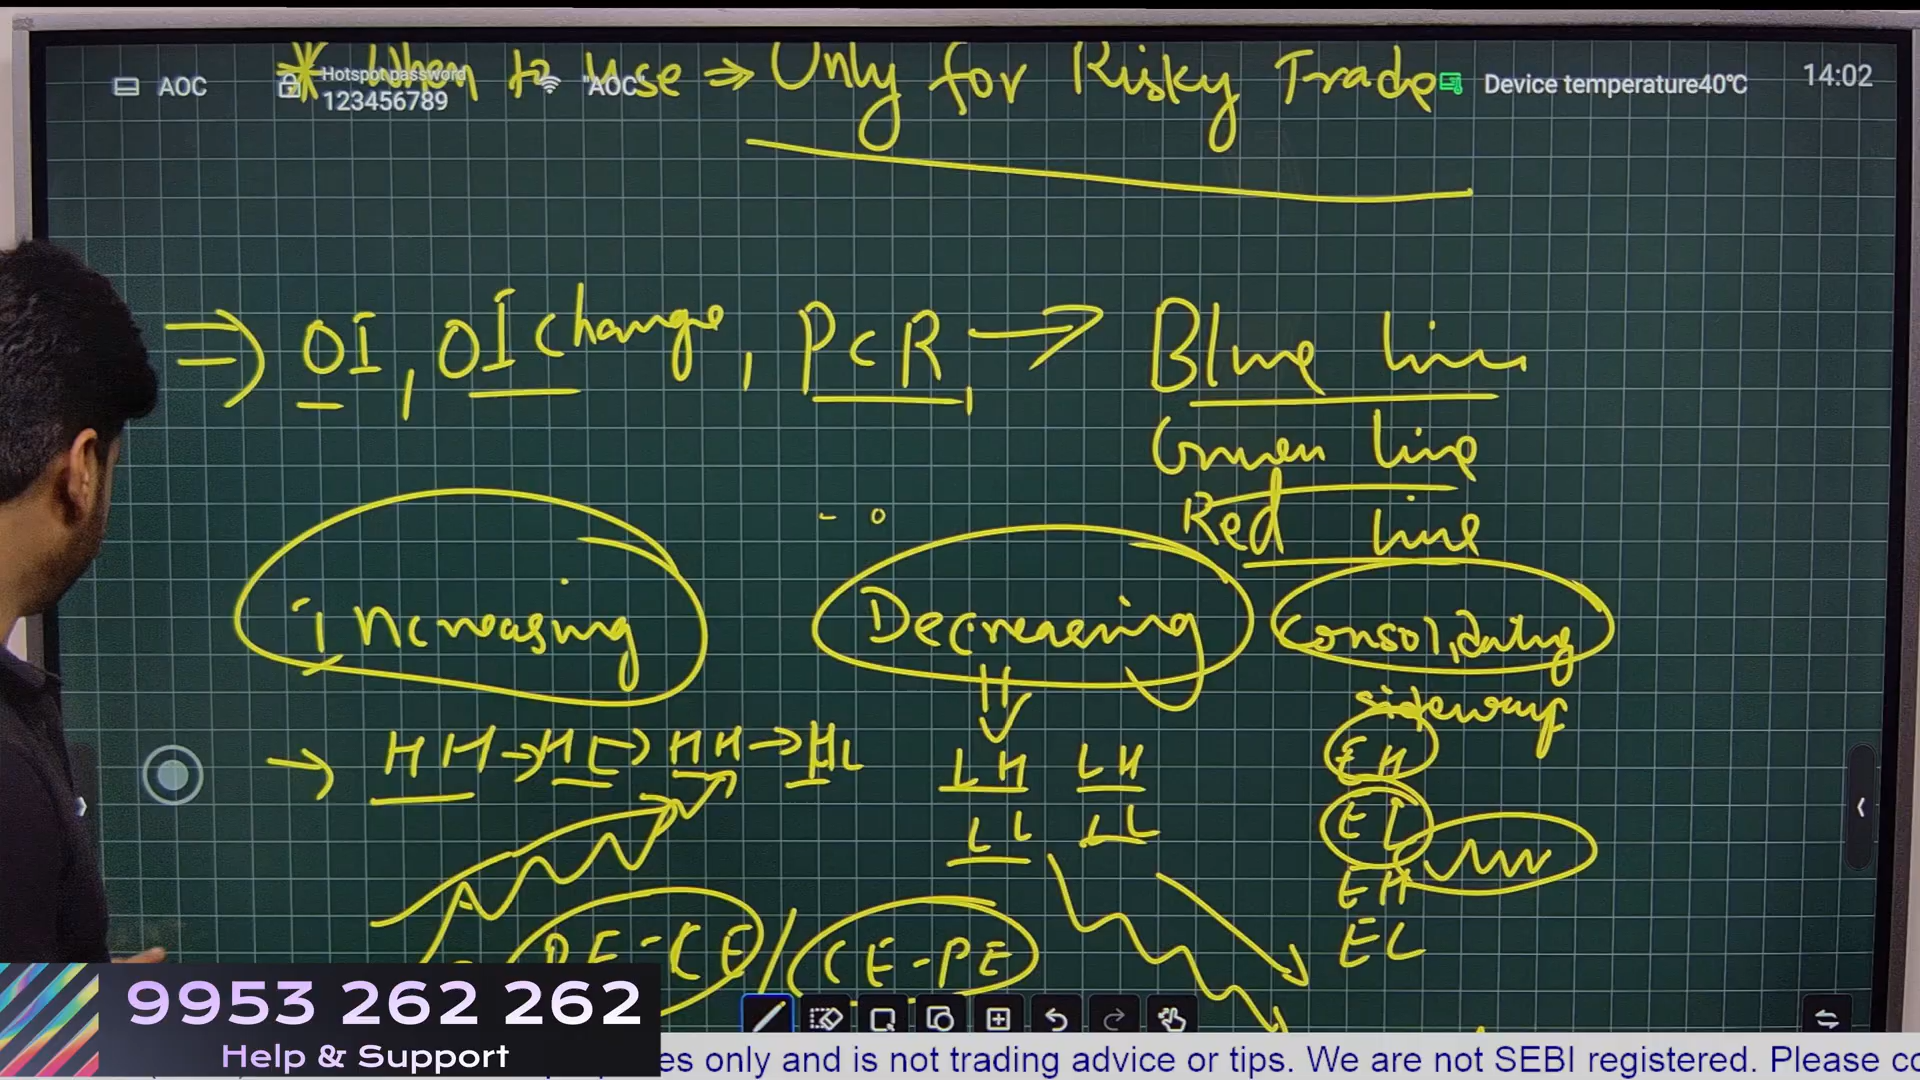 * When to Use ⇒ Only for Risky Trade
AOC
Hotspot password
123456789
"AOC"
Device temperature40℃
14:02
⇒ OI, OI change, PCR → Blue line
Green line
Red line
- 0
increasing
Decreasing
consolidating
sideways
→ HH → HL → HH → HL
LH LH
LL LL
EH
EL
EH
EL
PE-CE / CE-PE
9953 262 262
Help & Support
es only and is not trading advice or tips. We are not SEBI registered. Please co